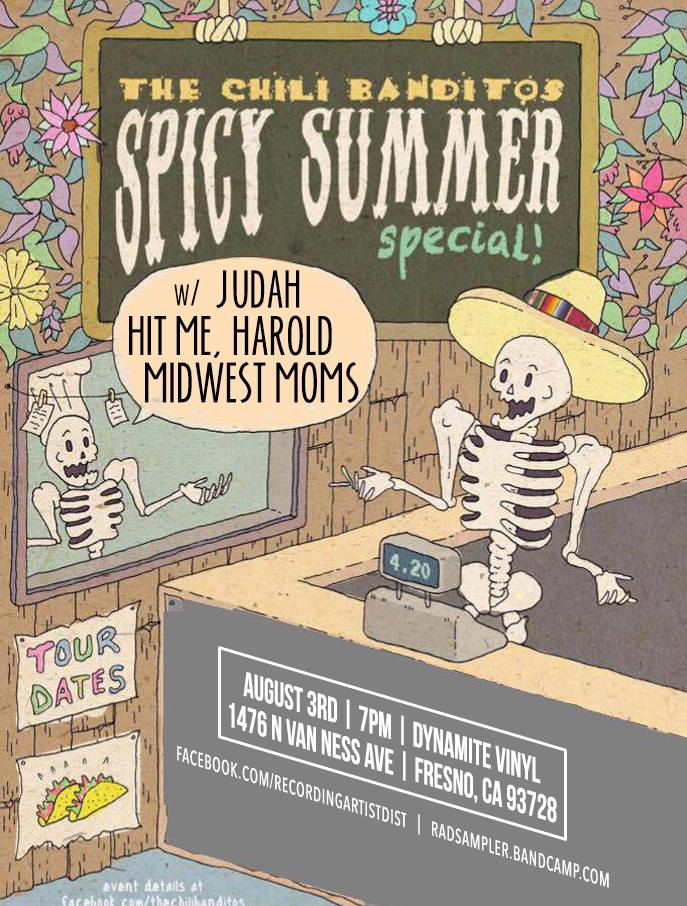 THE CHILI BANDITOS
SPICY SUMMER
special!
w/ JUDAH
HIT ME, HAROLD
MIDWEST MOMS
4.20
TOUR
DATES
AUGUST 3RD | 7PM | DYNAMITE VINYL
1476 N VAN NESS AVE | FRESNO, CA 93728
FACEBOOK.COM/RECORDINGARTISTDIST | RADSAMPLER.BANDCAMP.COM
event details at
facebook.com/thechilibanditos